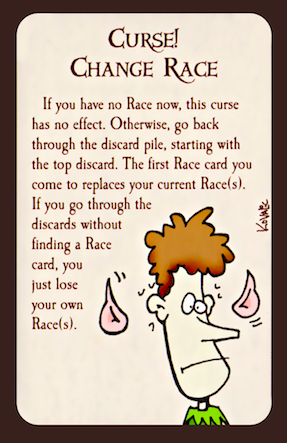 CURSE!
CHANGE RACE
If you have no Race now, this curse
has no effect. Otherwise, go back
through the discard pile, starting with
the top discard. The first Race card you
come to replaces your current Race(s).
If you go through the
discards without
finding a Race
card, you
just lose
your own
Race(s).
Kovalic